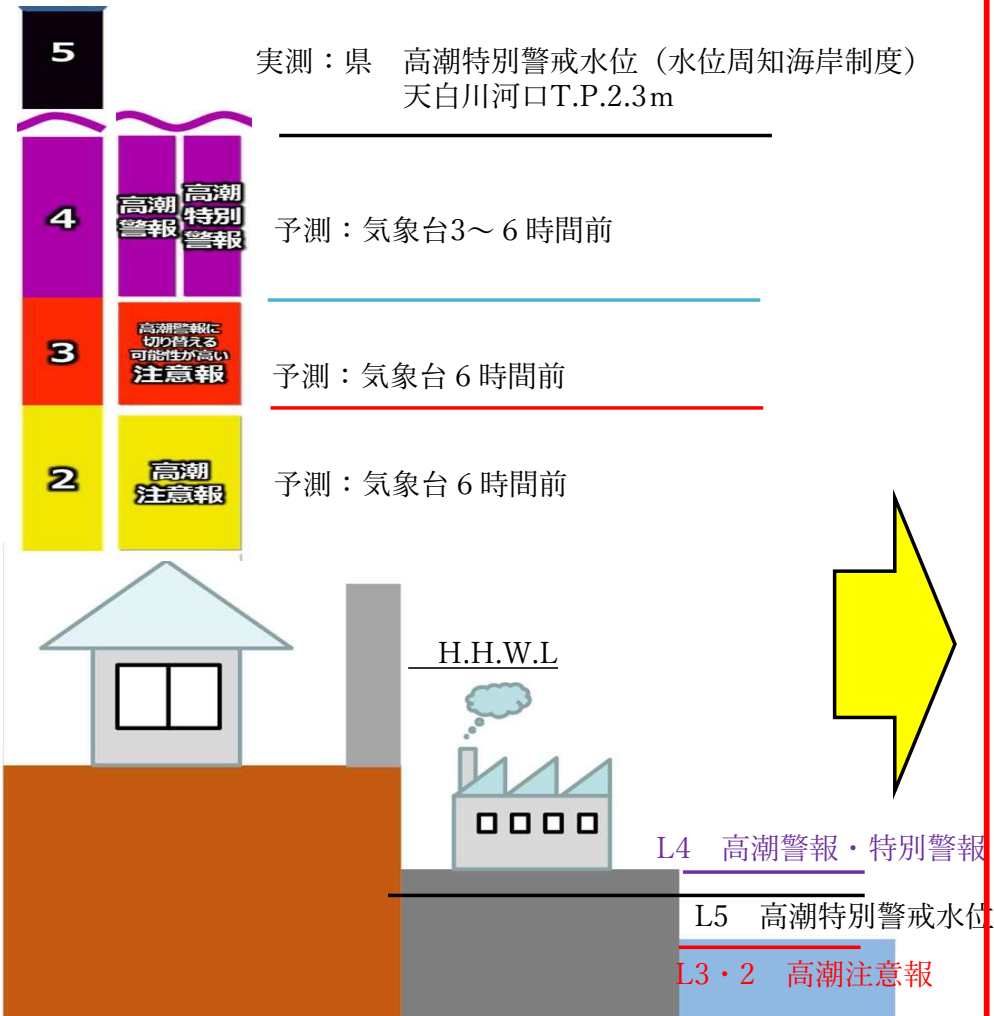 5
実測：県　高潮特別警戒水位（水位周知海岸制度）
天白川河口T.P.2.3m
4
高潮
警報
高潮
特別
警報
予測：気象台3～６時間前
3
高潮警報に
切り替える
可能性が高い
注意報
予測：気象台６時間前
2
高潮
注意報
予測：気象台６時間前
H.H.W.L
L4　高潮警報・特別警報
L5　高潮特別警戒水位
L3・2　高潮注意報